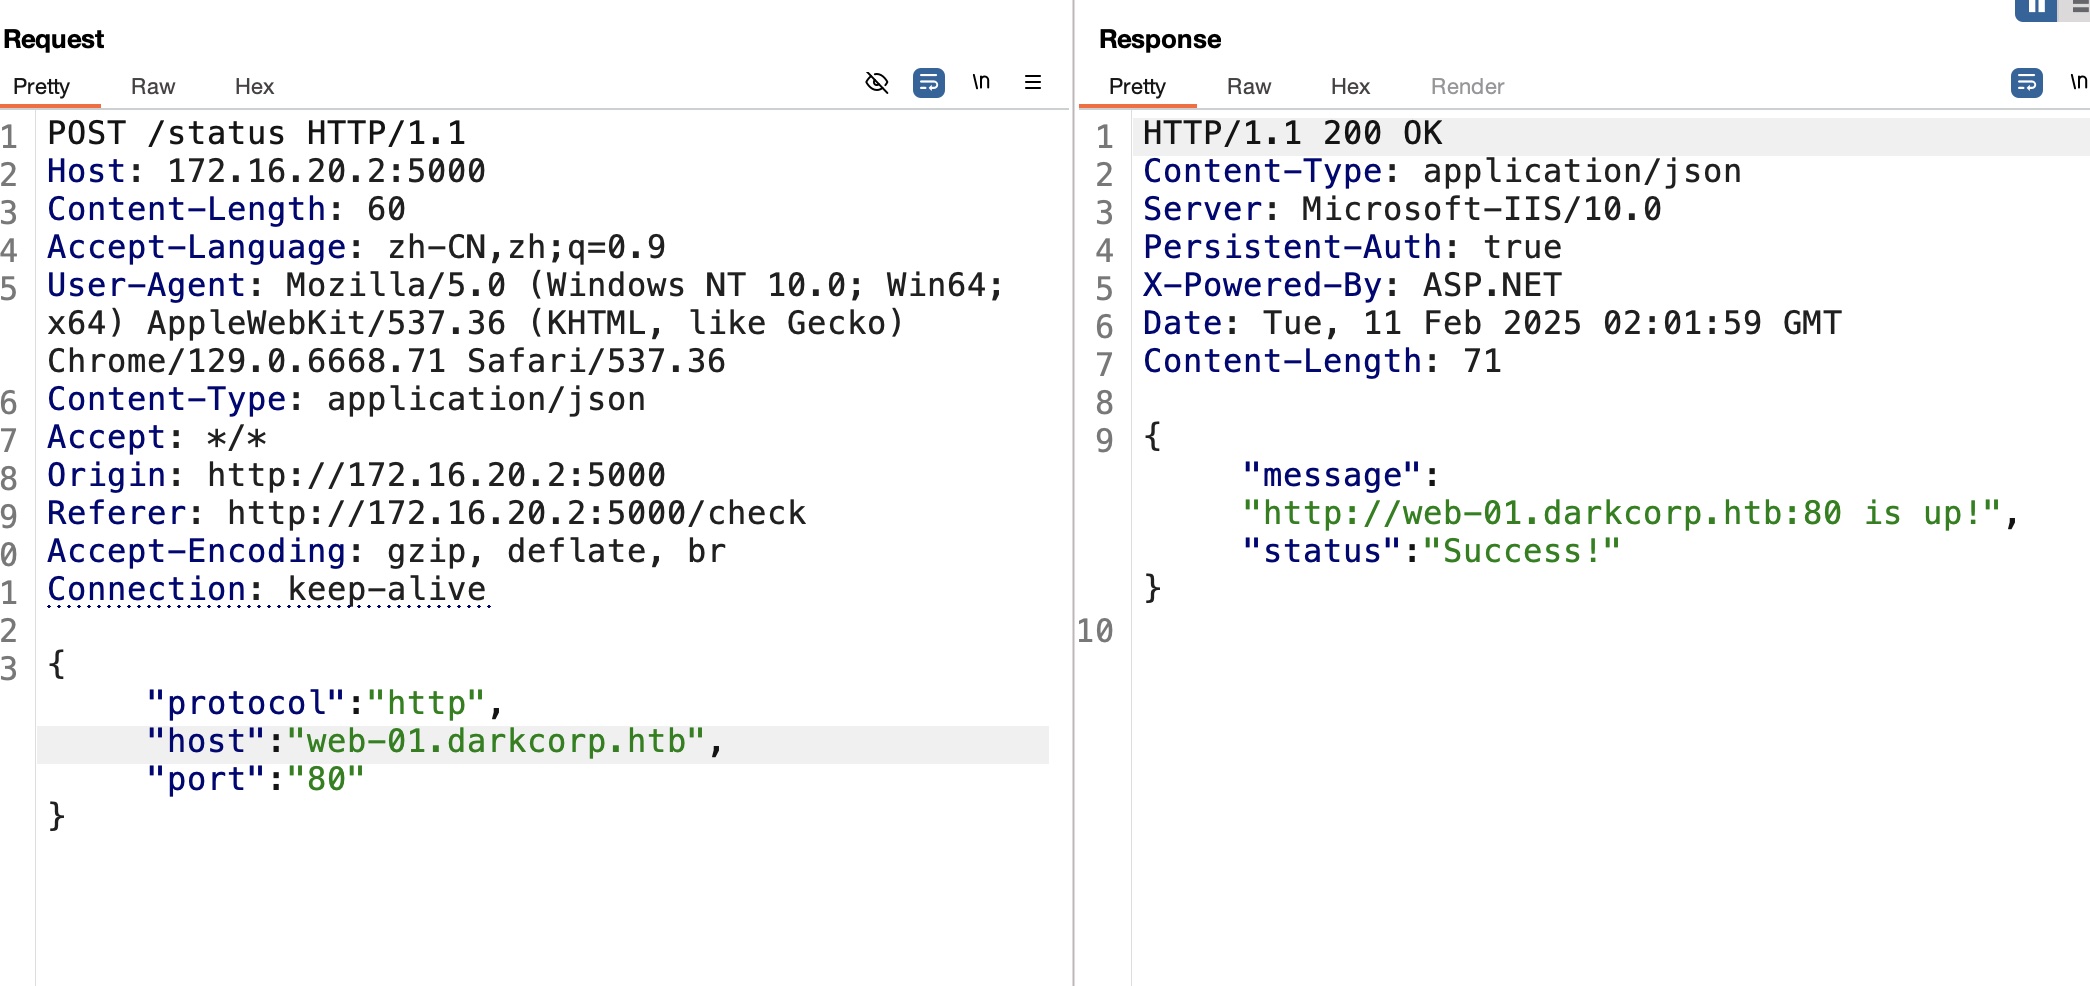 Request
Pretty Raw Hex \n
1 POST /status HTTP/1.1
2 Host: 172.16.20.2:5000
3 Content-Length: 60
4 Accept-Language: zh-CN,zh;q=0.9
5 User-Agent: Mozilla/5.0 (Windows NT 10.0; Win64;
x64) AppleWebKit/537.36 (KHTML, like Gecko)
Chrome/129.0.6668.71 Safari/537.36
6 Content-Type: application/json
7 Accept: */*
8 Origin: http://172.16.20.2:5000
9 Referer: http://172.16.20.2:5000/check
0 Accept-Encoding: gzip, deflate, br
1 Connection: keep-alive
2
3 {
"protocol":"http",
"host":"web-01.darkcorp.htb",
"port":"80"
}
Response
Pretty Raw Hex Render \n
1 HTTP/1.1 200 OK
2 Content-Type: application/json
3 Server: Microsoft-IIS/10.0
4 Persistent-Auth: true
5 X-Powered-By: ASP.NET
6 Date: Tue, 11 Feb 2025 02:01:59 GMT
7 Content-Length: 71
8
9 {
"message":
"http://web-01.darkcorp.htb:80 is up!",
"status":"Success!"
}
10